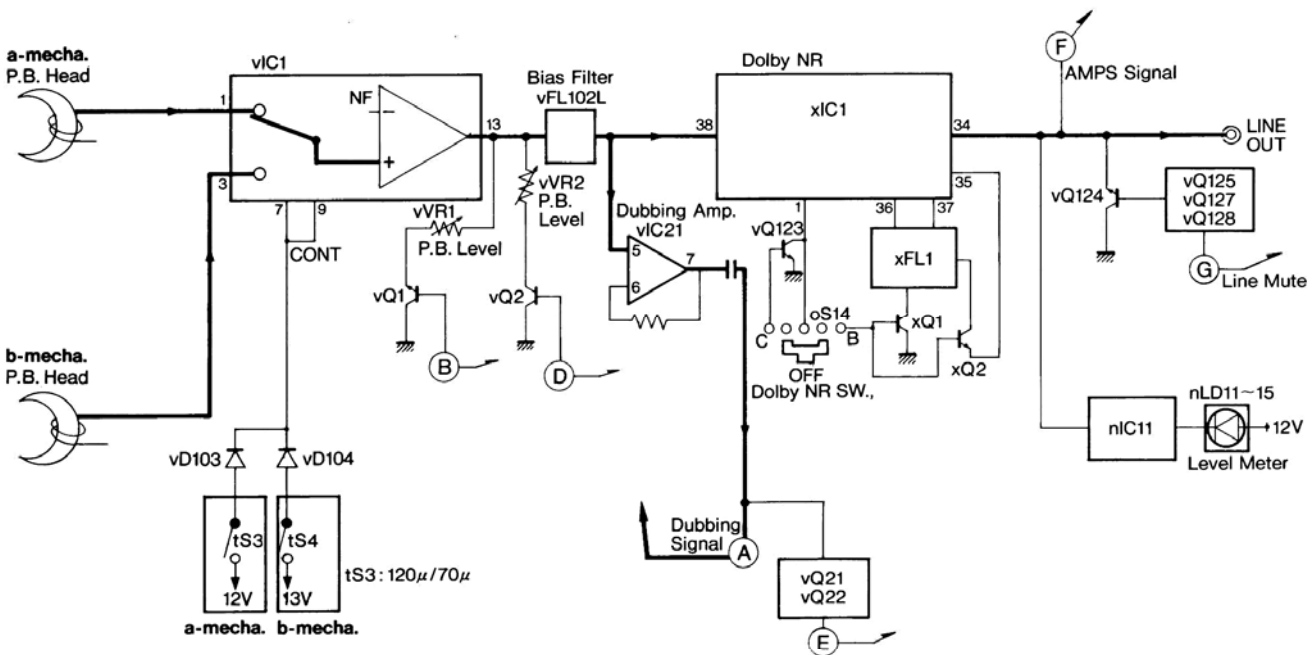 a-mecha.
P.B. Head
1
3
vIC1
NF
+
13
7
9
CONT
vVR1
P.B. Level
vQ1
B
Bias Filter
vFL102L
vVR2
P.B.
Level
vQ2
D
Dubbing Amp.
vIC21
5
6
7
Dolby NR
xIC1
38
34
35
1
36
37
vQ123
oS14
C
B
OFF
Dolby NR SW.,
xFL1
xQ1
xQ2
F
AMPS Signal
LINE
OUT
vQ124
vQ125
vQ127
vQ128
G
Line Mute
nIC11
nLD11~15
12V
Level Meter
b-mecha.
P.B. Head
vD103
vD104
tS3
tS4
12V
13V
a-mecha.
b-mecha.
tS3 : 120μ/70μ
Dubbing
Signal
A
vQ21
vQ22
E